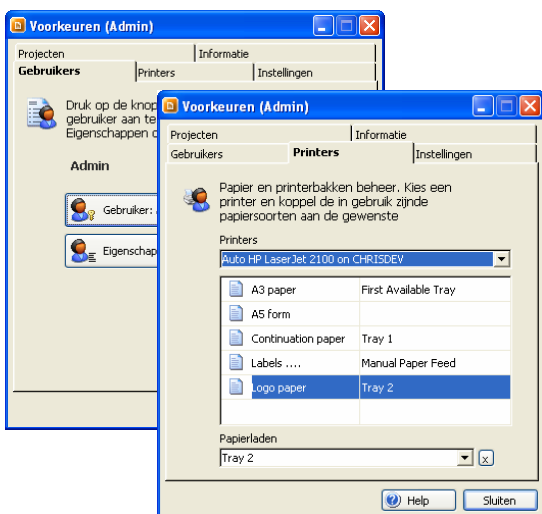 Voorkeuren (Admin)
Projecten Informatie
Gebruikers Printers Instellingen
Druk op de knop
gebruiker aan te
Eigenschappen
Admin
Gebruiker:
Eigenschap
Voorkeuren (Admin)
Projecten Informatie
Gebruikers Printers Instellingen
Papier en printerbakken beheer. Kies een
printer en koppel de in gebruik zijnde
papiersoorten aan de gewenste
Printers
Auto HP LaserJet 2100 on CHRISDEV
A3 paper First Available Tray
A5 form
Continuation paper Tray 1
Labels .... Manual Paper Feed
Logo paper Tray 2
Papierladen
Tray 2 x
Help Sluiten